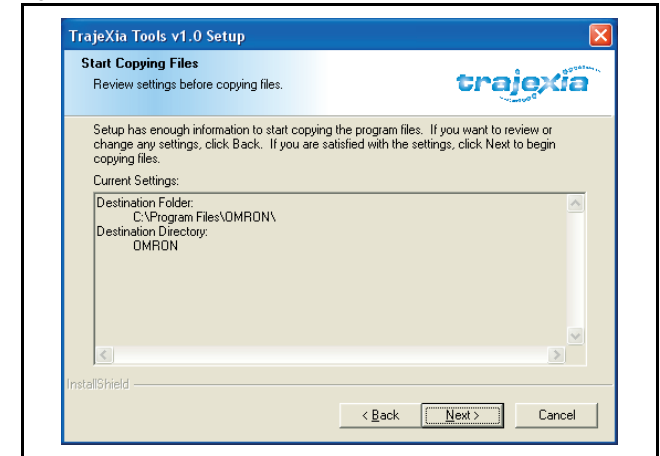 TrajeXia Tools v1.0 Setup
Start Copying Files
Review settings before copying files.
trajexia
Setup has enough information to start copying the program files. If you want to review or
change any settings, click Back. If you are satisfied with the settings, click Next to begin
copying files.
Current Settings:
Destination Folder:
C:\Program Files\OMRON\
Destination Directory:
OMRON
InstallShield
< Back
Next >
Cancel